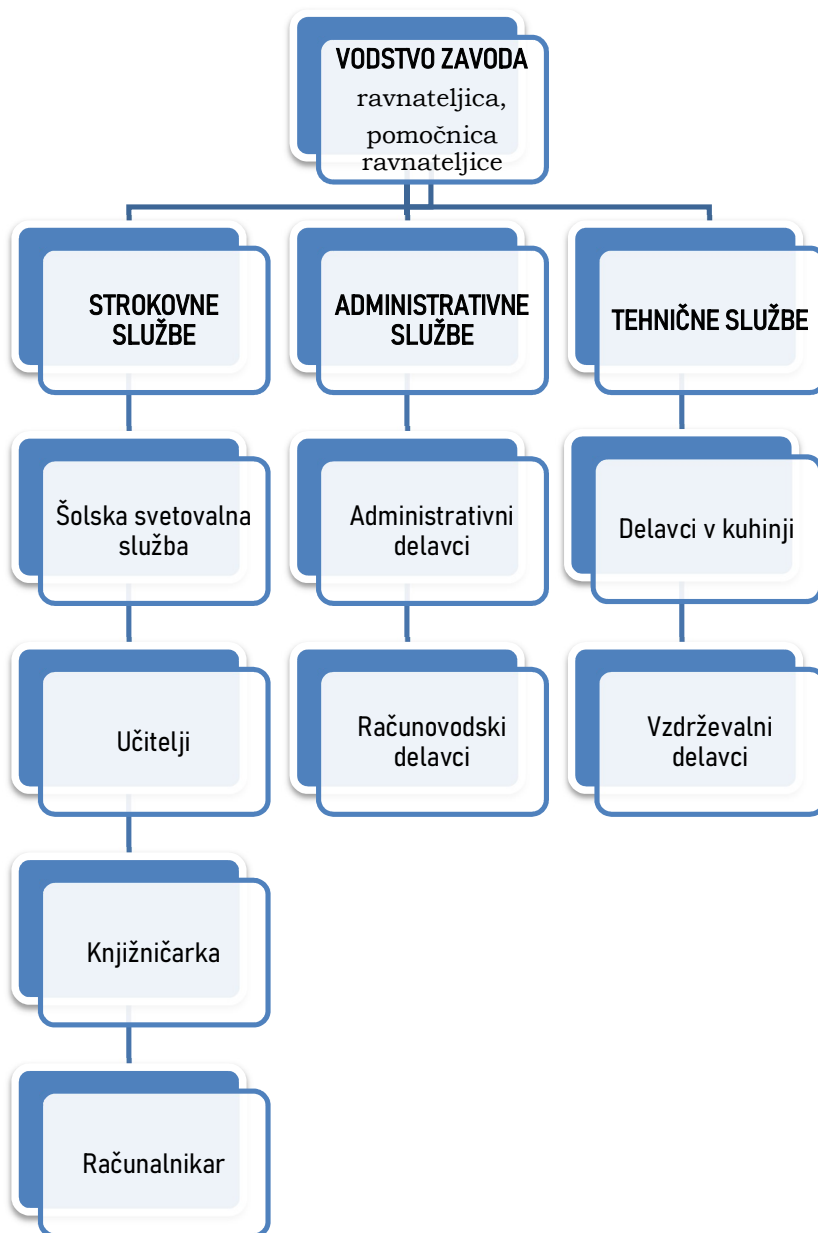 VODSTVO ZAVODA
ravnateljica,
pomočnica
ravnateljice
STROKOVNE
SLUŽBE
ADMINISTRATIVNE
SLUŽBE
TEHNIČNE SLUŽBE
Šolska svetovalna
služba
Administrativni
delavci
Delavci v kuhinji
Učitelji
Računovodski
delavci
Vzdrževalni
delavci
Knjižničarka
Računalnikar